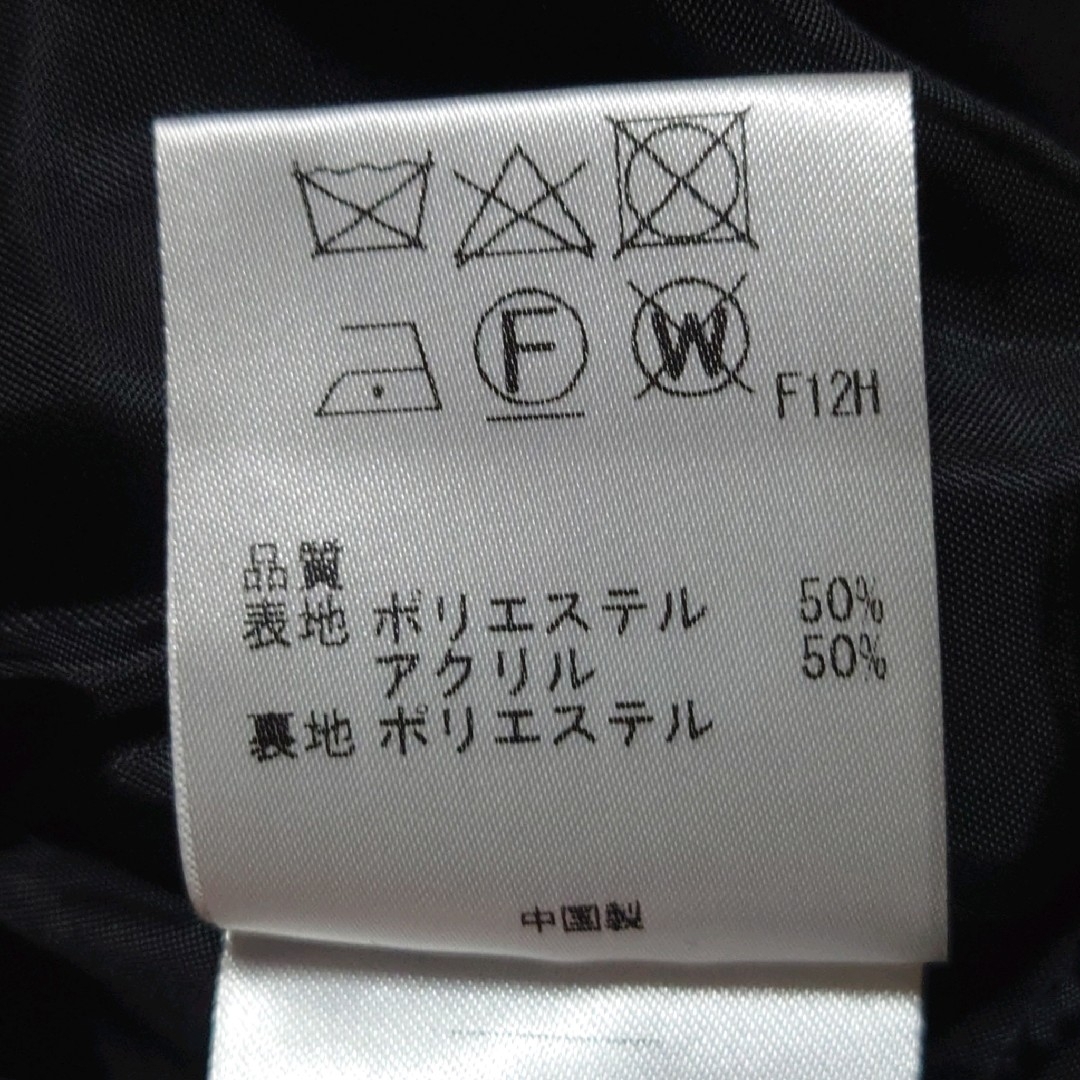 F
W
F12H
品質
表地 ポリエステル 50%
アクリル 50%
裏地 ポリエステル
中国製